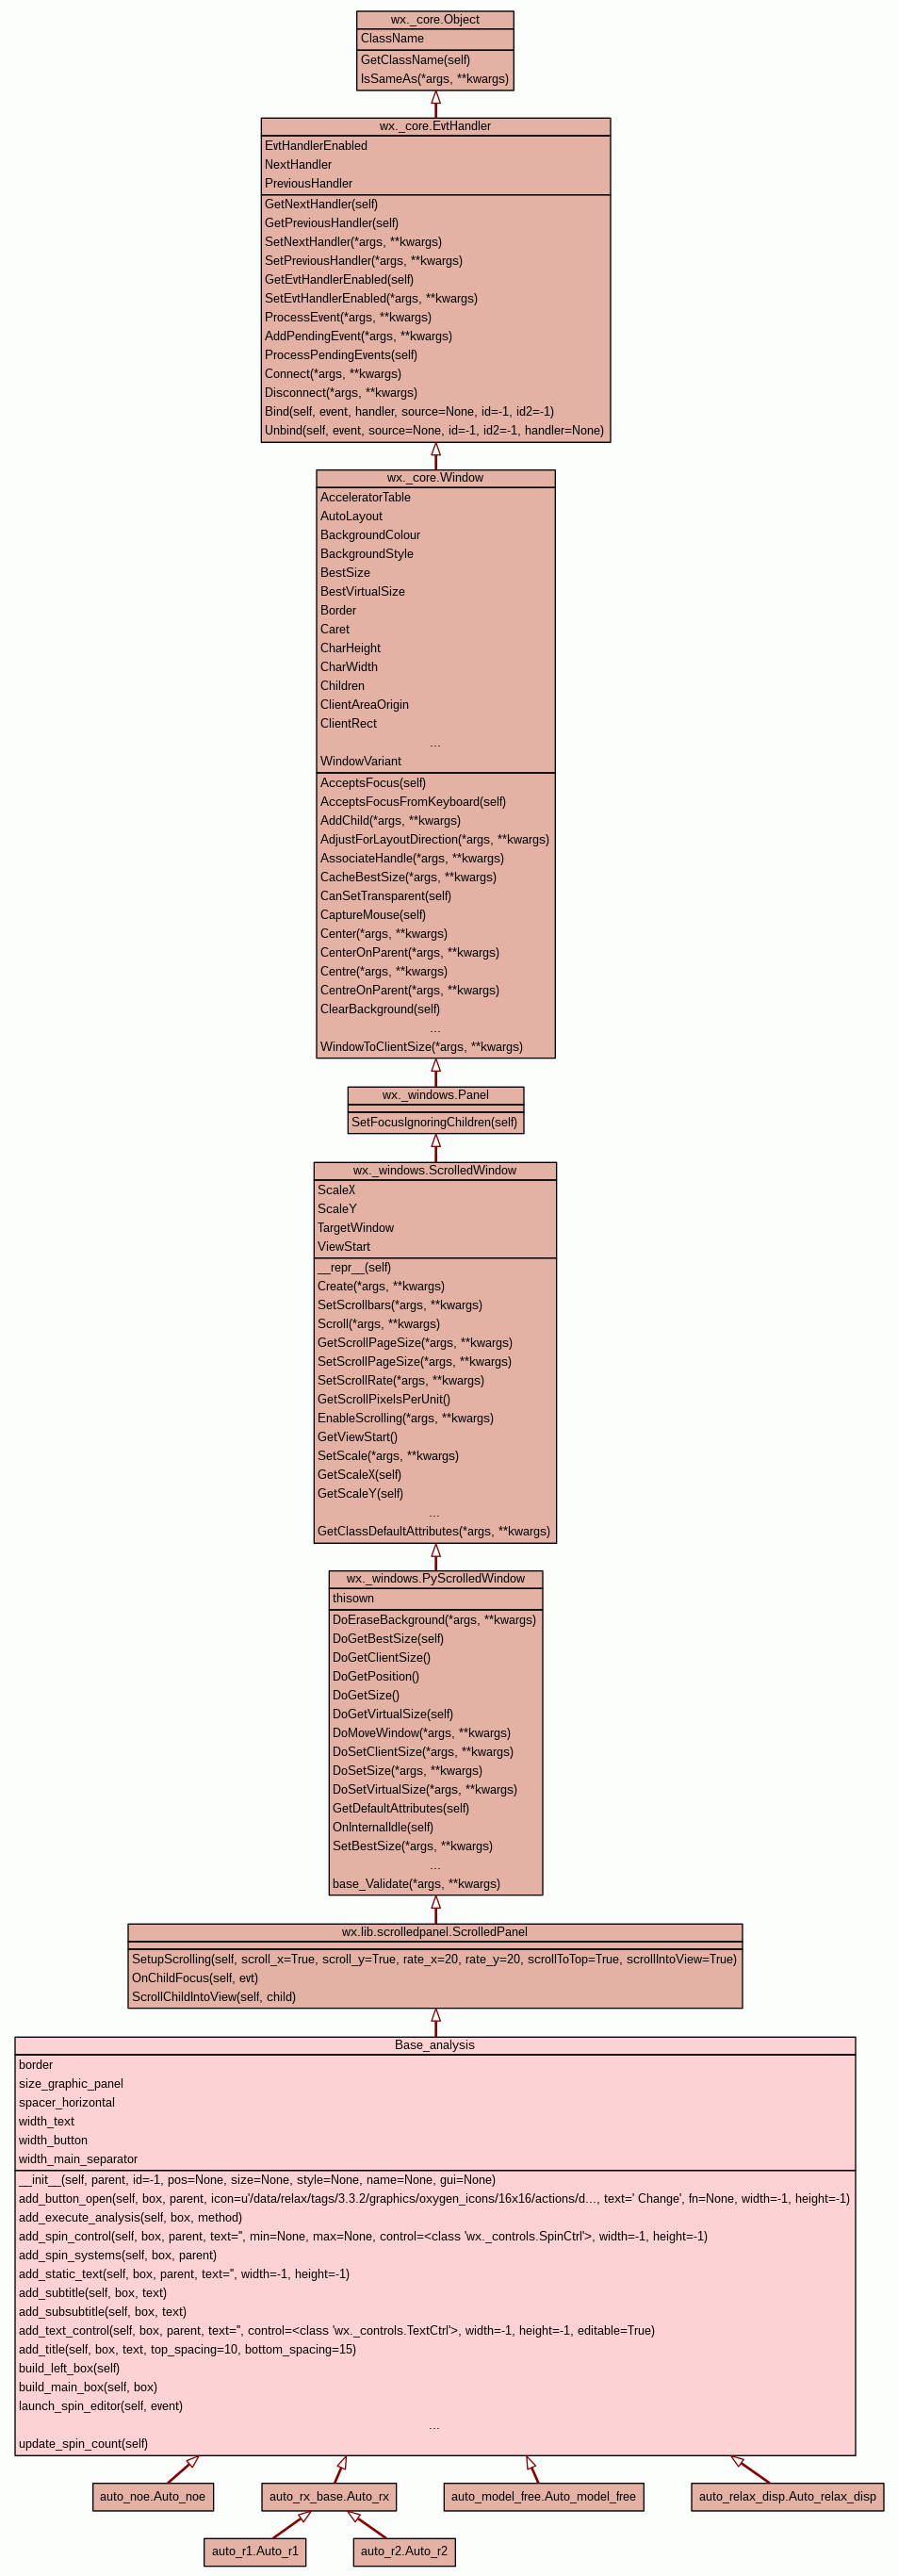 wx._core.Object
ClassName
GetClassName(self)
IsSameAs(*args, **kwargs)
wx._core.EvtHandler
EvtHandlerEnabled
NextHandler
PreviousHandler
GetNextHandler(self)
GetPreviousHandler(self)
SetNextHandler(*args, **kwargs)
SetPreviousHandler(*args, **kwargs)
GetEvtHandlerEnabled(self)
SetEvtHandlerEnabled(*args, **kwargs)
ProcessEvent(*args, **kwargs)
AddPendingEvent(*args, **kwargs)
ProcessPendingEvents(self)
Connect(*args, **kwargs)
Disconnect(*args, **kwargs)
Bind(self, event, handler, source=None, id=-1, id2=-1)
Unbind(self, event, source=None, id=-1, id2=-1, handler=None)
wx._core.Window
AcceleratorTable
AutoLayout
BackgroundColour
BackgroundStyle
BestSize
BestVirtualSize
Border
Caret
CharHeight
CharWidth
Children
ClientAreaOrigin
ClientRect
...
WindowVariant
AcceptsFocus(self)
AcceptsFocusFromKeyboard(self)
AddChild(*args, **kwargs)
AdjustForLayoutDirection(*args, **kwargs)
AssociateHandle(*args, **kwargs)
CacheBestSize(*args, **kwargs)
CanSetTransparent(self)
CaptureMouse(self)
Center(*args, **kwargs)
CenterOnParent(*args, **kwargs)
Centre(*args, **kwargs)
CentreOnParent(*args, **kwargs)
ClearBackground(self)
...
WindowToClientSize(*args, **kwargs)
wx._windows.Panel
SetFocusIgnoringChildren(self)
wx._windows.ScrolledWindow
ScaleX
ScaleY
TargetWindow
ViewStart
__repr__(self)
Create(*args, **kwargs)
SetScrollbars(*args, **kwargs)
Scroll(*args, **kwargs)
GetScrollPageSize(*args, **kwargs)
SetScrollPageSize(*args, **kwargs)
SetScrollRate(*args, **kwargs)
GetScrollPixelsPerUnit()
EnableScrolling(*args, **kwargs)
GetViewStart()
SetScale(*args, **kwargs)
GetScaleX(self)
GetScaleY(self)
...
GetClassDefaultAttributes(*args, **kwargs)
wx._windows.PyScrolledWindow
thisown
DoEraseBackground(*args, **kwargs)
DoGetBestSize(self)
DoGetClientSize()
DoGetPosition()
DoGetSize()
DoGetVirtualSize(self)
DoMoveWindow(*args, **kwargs)
DoSetClientSize(*args, **kwargs)
DoSetSize(*args, **kwargs)
DoSetVirtualSize(*args, **kwargs)
GetDefaultAttributes(self)
OnInternalIdle(self)
SetBestSize(*args, **kwargs)
...
base_Validate(*args, **kwargs)
wx.lib.scrolledpanel.ScrolledPanel
SetupScrolling(self, scroll_x=True, scroll_y=True, rate_x=20, rate_y=20, scrollToTop=True, scrollIntoView=True)
OnChildFocus(self, evt)
ScrollChildIntoView(self, child)
Base_analysis
border
size_graphic_panel
spacer_horizontal
width_text
width_button
width_main_separator
__init__(self, parent, id=-1, pos=None, size=None, style=None, name=None, gui=None)
add_button_open(self, box, parent, icon=u'/data/relax/tags/3.3.2/graphics/oxygen_icons/16x16/actions/d..., text=' Change', fn=None, width=-1, height=-1)
add_execute_analysis(self, box, method)
add_spin_control(self, box, parent, text='', min=None, max=None, control=<class 'wx._controls.SpinCtrl'>, width=-1, height=-1)
add_spin_systems(self, box, parent)
add_static_text(self, box, parent, text='', width=-1, height=-1)
add_subtitle(self, box, text)
add_subsubtitle(self, box, text)
add_text_control(self, box, parent, text='', control=<class 'wx._controls.TextCtrl'>, width=-1, height=-1, editable=True)
add_title(self, box, text, top_spacing=10, bottom_spacing=15)
build_left_box(self)
build_main_box(self, box)
launch_spin_editor(self, event)
...
update_spin_count(self)
auto_noe.Auto_noe
auto_rx_base.Auto_rx
auto_model_free.Auto_model_free
auto_relax_disp.Auto_relax_disp
auto_r1.Auto_r1
auto_r2.Auto_r2